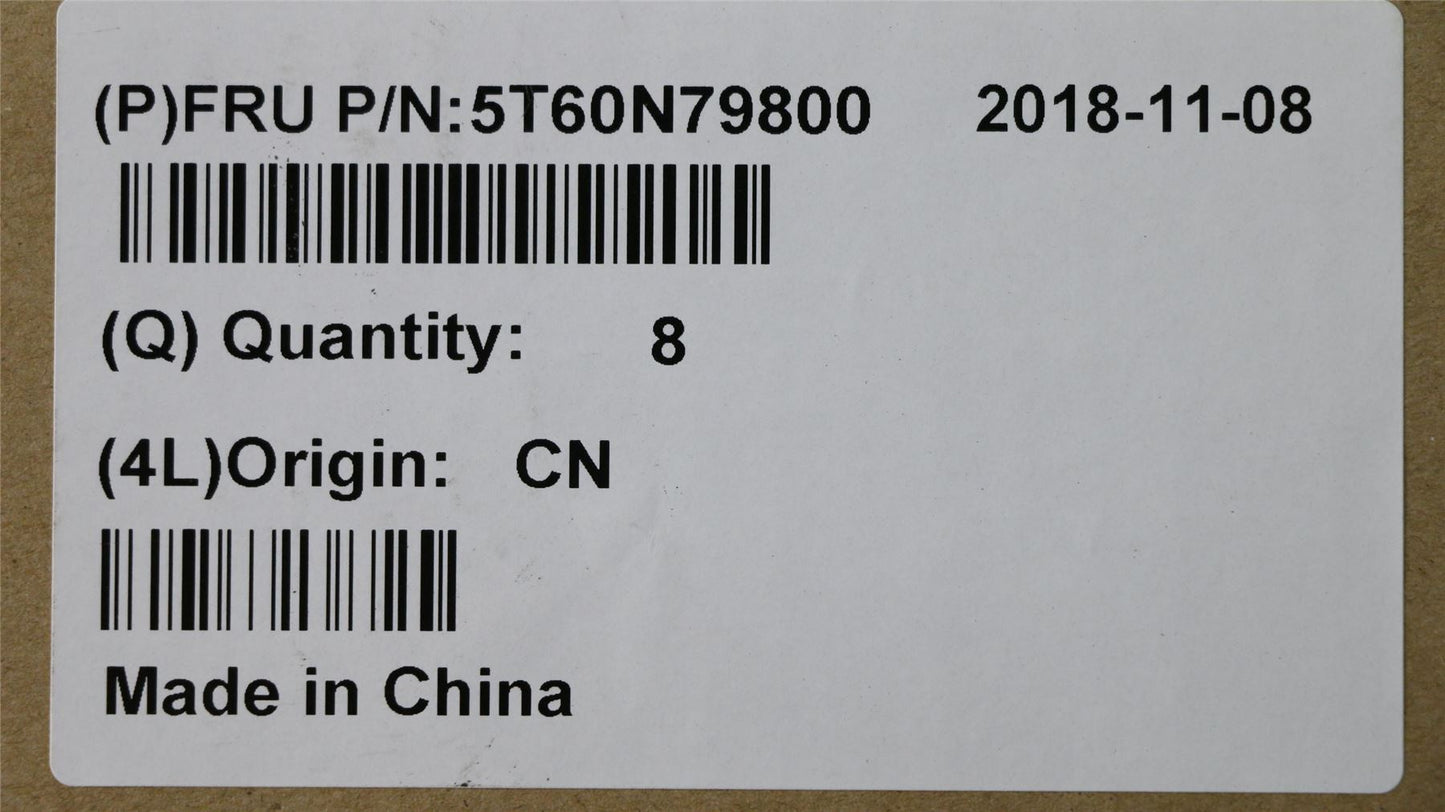 (P)FRU P/N:5T60N79800 2018-11-08
(Q) Quantity: 8
(4L)Origin: CN
Made in China